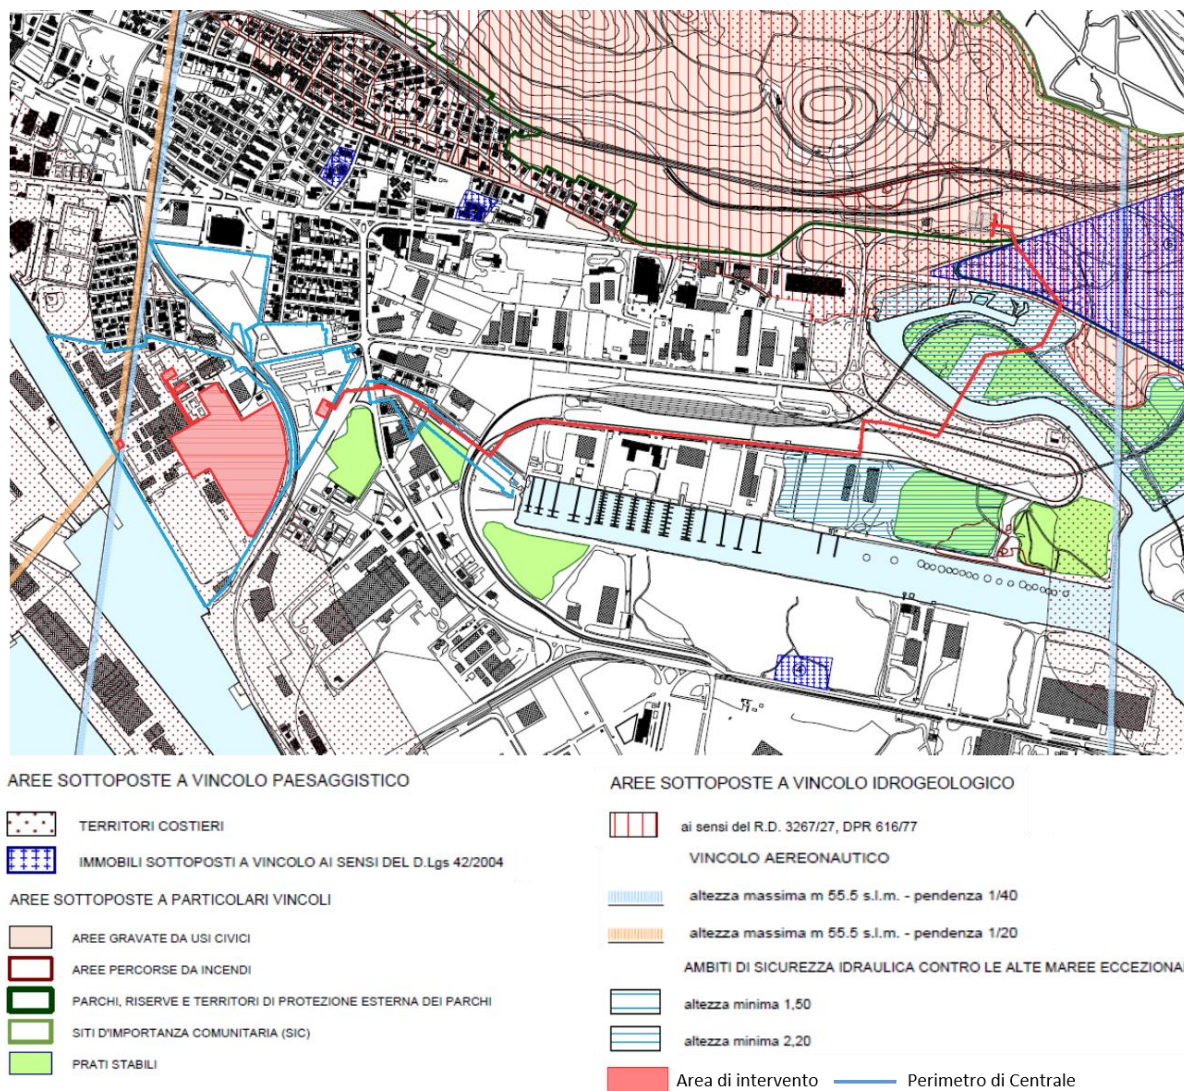 AREE SOTTOPOSTE A VINCOLO PAESAGGISTICO
TERRITORI COSTIERI
IMMOBILI SOTTOPOSTI A VINCOLO AI SENSI DEL D.Lgs 42/2004
AREE SOTTOPOSTE A PARTICOLARI VINCOLI
AREE GRAVATE DA USI CIVICI
AREE PERCORSE DA INCENDI
PARCHI, RISERVE E TERRITORI DI PROTEZIONE ESTERNA DEI PARCHI
SITI D'IMPORTANZA COMUNITARIA (SIC)
PRATI STABILI
AREE SOTTOPOSTE A VINCOLO IDROGEOLOGICO
ai sensi del R.D. 3267/27, DPR 616/77
VINCOLO AEREONAUTICO
altezza massima m 55.5 s.l.m. - pendenza 1/40
altezza massima m 55.5 s.l.m. - pendenza 1/20
AMBITI DI SICUREZZA IDRAULICA CONTRO LE ALTE MAREE ECCEZIONA
altezza minima 1,50
altezza minima 2,20
Area di intervento
Perimetro di Centrale